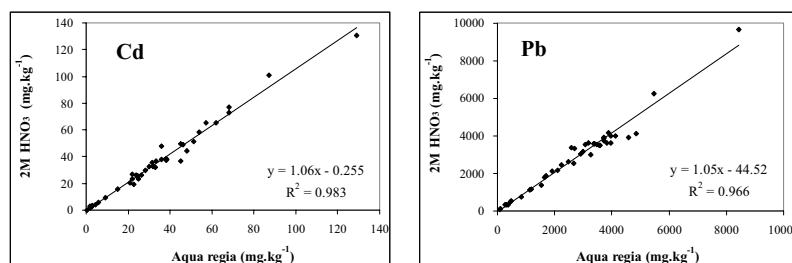 Cd
2M HNO₃ (mg.kg⁻¹)
140
120
100
80
60
40
20
0
y = 1.06x - 0.255
R² = 0.983
0 20 40 60 80 100 120 140
Aqua regia (mg.kg⁻¹)
Pb
2M HNO₃ (mg.kg⁻¹)
10000
8000
6000
4000
2000
0
y = 1.05x - 44.52
R² = 0.966
0 2000 4000 6000 8000 10000
Aqua regia (mg.kg⁻¹)